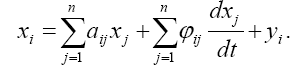 x_i = \sum_{j=1}^{n} a_{ij} x_j + \sum_{j=1}^{n} \varphi_{ij} \frac{dx_j}{dt} + y_i.